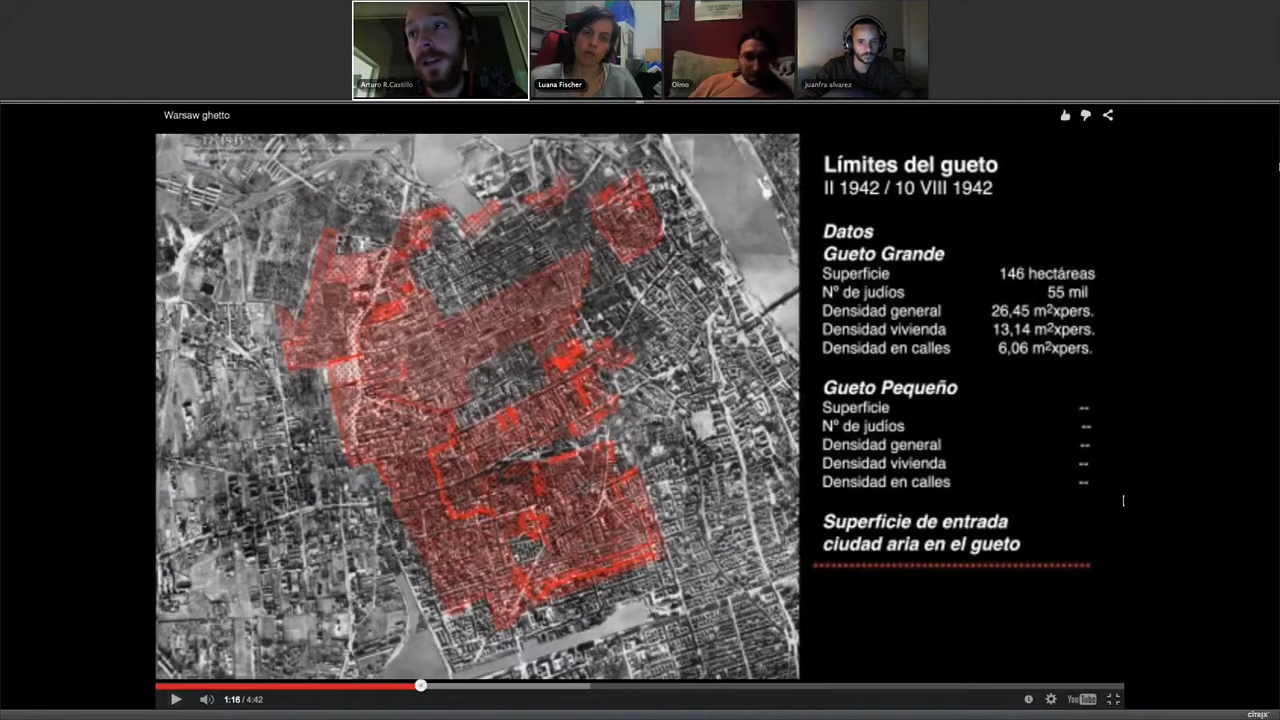 Arturo R.Castillo
Luana Fischer
Olmo
juanfra alvarez
Warsaw ghetto
Límites del gueto
II 1942 / 10 VIII 1942
Datos
Gueto Grande
Superficie 146 hectáreas
Nº de judíos 55 mil
Densidad general 26,45 m²xpers.
Densidad vivienda 13,14 m²xpers.
Densidad en calles 6,06 m²xpers.
Gueto Pequeño
Superficie --
Nº de judíos --
Densidad general --
Densidad vivienda --
Densidad en calles --
Superficie de entrada
ciudad aria en el gueto
1:16 / 4:42
YouTube
CITRIX